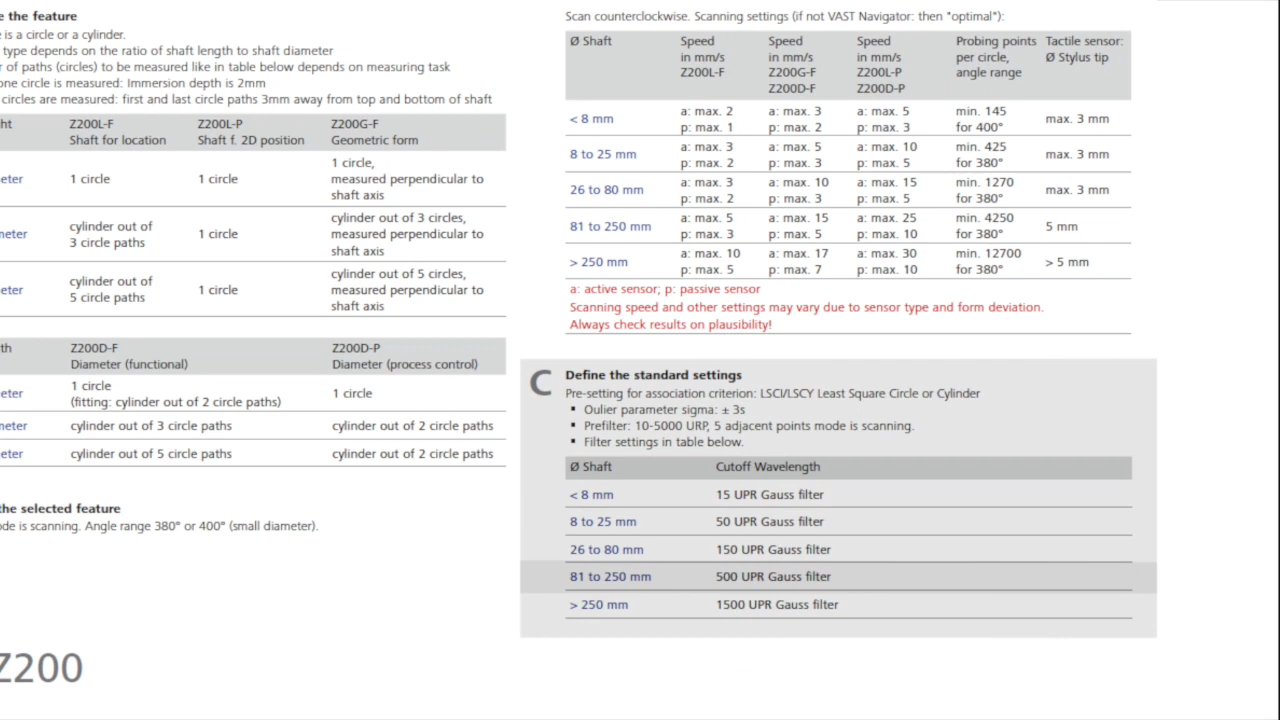 e the feature
e is a circle or a cylinder.
type depends on the ratio of shaft length to shaft diameter
r of paths (circles) to be measured like in table below depends on measuring task
one circle is measured: Immersion depth is 2mm
circles are measured: first and last circle paths 3mm away from top and bottom of shaft
ht Z200L-F Z200L-P Z200G-F
Shaft for location Shaft f. 2D position Geometric form
1 circle,
eter 1 circle 1 circle measured perpendicular to
shaft axis
cylinder out of 3 circles,
meter cylinder out of 1 circle measured perpendicular to
3 circle paths shaft axis
cylinder out of 5 circles,
eter cylinder out of 1 circle measured perpendicular to
5 circle paths shaft axis
th Z200D-F Z200D-P
Diameter (functional) Diameter (process control)
eter 1 circle 1 circle
(fitting: cylinder out of 2 circle paths)
meter cylinder out of 3 circle paths cylinder out of 2 circle paths
eter cylinder out of 5 circle paths cylinder out of 2 circle paths
the selected feature
ode is scanning. Angle range 380° or 400° (small diameter).
Z200
Scan counterclockwise. Scanning settings (if not VAST Navigator: then "optimal"):
Ø Shaft Speed Speed Speed Probing points Tactile sensor:
in mm/s in mm/s in mm/s per circle, Ø Stylus tip
Z200L-F Z200G-F Z200L-P angle range
Z200D-F Z200D-P
< 8 mm a: max. 2 a: max. 3 a: max. 5 min. 145 max. 3 mm
p: max. 1 p: max. 2 p: max. 3 for 400°
8 to 25 mm a: max. 3 a: max. 5 a: max. 10 min. 425 max. 3 mm
p: max. 2 p: max. 3 p: max. 5 for 380°
26 to 80 mm a: max. 3 a: max. 10 a: max. 15 min. 1270 max. 3 mm
p: max. 2 p: max. 3 p: max. 5 for 380°
81 to 250 mm a: max. 5 a: max. 15 a: max. 25 min. 4250 5 mm
p: max. 3 p: max. 5 p: max. 10 for 380°
> 250 mm a: max. 10 a: max. 17 a: max. 30 min. 12700 > 5 mm
p: max. 5 p: max. 7 p: max. 10 for 380°
a: active sensor; p: passive sensor
Scanning speed and other settings may vary due to sensor type and form deviation.
Always check results on plausibility!
C Define the standard settings
Pre-setting for association criterion: LSCI/LSCY Least Square Circle or Cylinder
▪ Oulier parameter sigma: ± 3s
▪ Prefilter: 10-5000 URP, 5 adjacent points mode is scanning.
▪ Filter settings in table below.
Ø Shaft Cutoff Wavelength
< 8 mm 15 UPR Gauss filter
8 to 25 mm 50 UPR Gauss filter
26 to 80 mm 150 UPR Gauss filter
81 to 250 mm 500 UPR Gauss filter
> 250 mm 1500 UPR Gauss filter